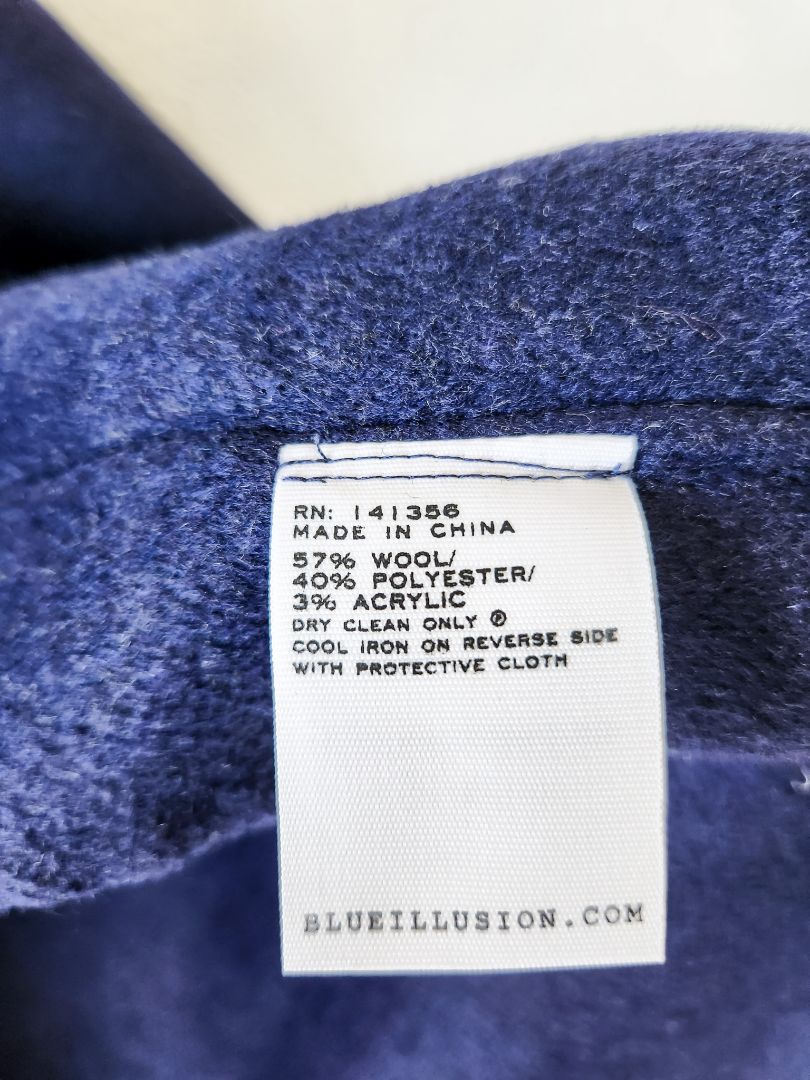 RN: 141356
MADE IN CHINA
57% WOOL/
40% POLYESTER/
3% ACRYLIC
DRY CLEAN ONLY Ⓟ
COOL IRON ON REVERSE SIDE
WITH PROTECTIVE CLOTH
BLUEILLUSION.COM